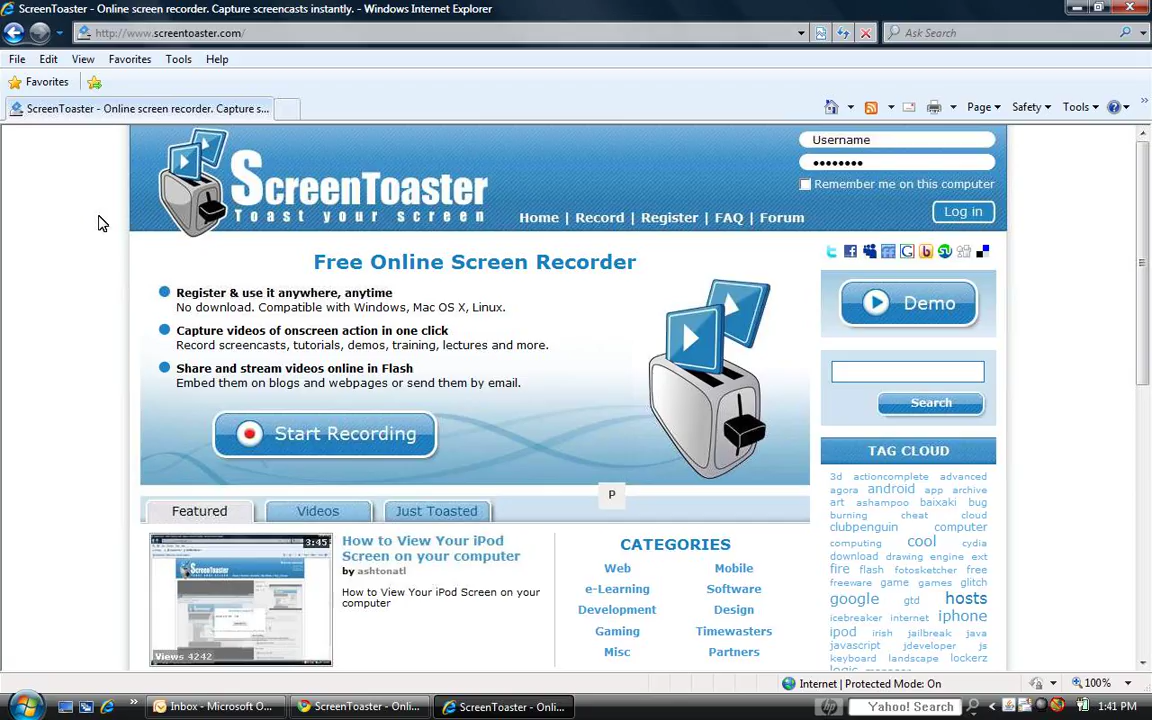 ScreenToaster - Online screen recorder. Capture screencasts instantly. - Windows Internet Explorer
http://www.screentoaster.com/
Ask Search
File Edit View Favorites Tools Help
Favorites
ScreenToaster - Online screen recorder. Capture s...
Page Safety Tools
ScreenToaster
Toast your screen
Username
Remember me on this computer
Log in
Home | Record | Register | FAQ | Forum
Free Online Screen Recorder
Register & use it anywhere, anytime
No download. Compatible with Windows, Mac OS X, Linux.
Capture videos of onscreen action in one click
Record screencasts, tutorials, demos, training, lectures and more.
Share and stream videos online in Flash
Embed them on blogs and webpages or send them by email.
Start Recording
Demo
Search
P
Featured Videos Just Toasted
3:45
Views 4242
How to View Your iPod
Screen on your computer
by ashtonatl
How to View Your iPod Screen on your
computer
CATEGORIES
Web Mobile
e-Learning Software
Development Design
Gaming Timewasters
Misc Partners
TAG CLOUD
3d actioncomplete advanced
agora android app archive
art ashampoo baixaki bug
burning cheat cloud
clubpenguin computer
computing cool cydia
download drawing engine ext
fire flash fotosketcher free
freeware game games glitch
google gtd hosts
icebreaker internet iphone
ipod irish jailbreak java
javascript jdeveloper js
keyboard landscape lockerz
Internet | Protected Mode: On
100%
Inbox - Microsoft O...
ScreenToaster - Onli...
ScreenToaster - Onli...
hp
Yahoo! Search
1:41 PM